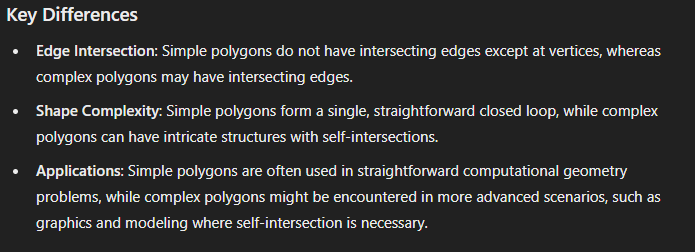 Key Differences
• Edge Intersection: Simple polygons do not have intersecting edges except at vertices, whereas
complex polygons may have intersecting edges.
• Shape Complexity: Simple polygons form a single, straightforward closed loop, while complex
polygons can have intricate structures with self-intersections.
• Applications: Simple polygons are often used in straightforward computational geometry
problems, while complex polygons might be encountered in more advanced scenarios, such as
graphics and modeling where self-intersection is necessary.